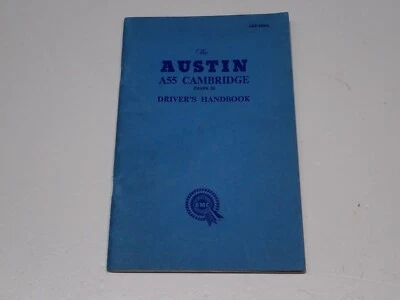 The
AUSTIN
A55 CAMBRIDGE
DRIVER'S HANDBOOK
BMC